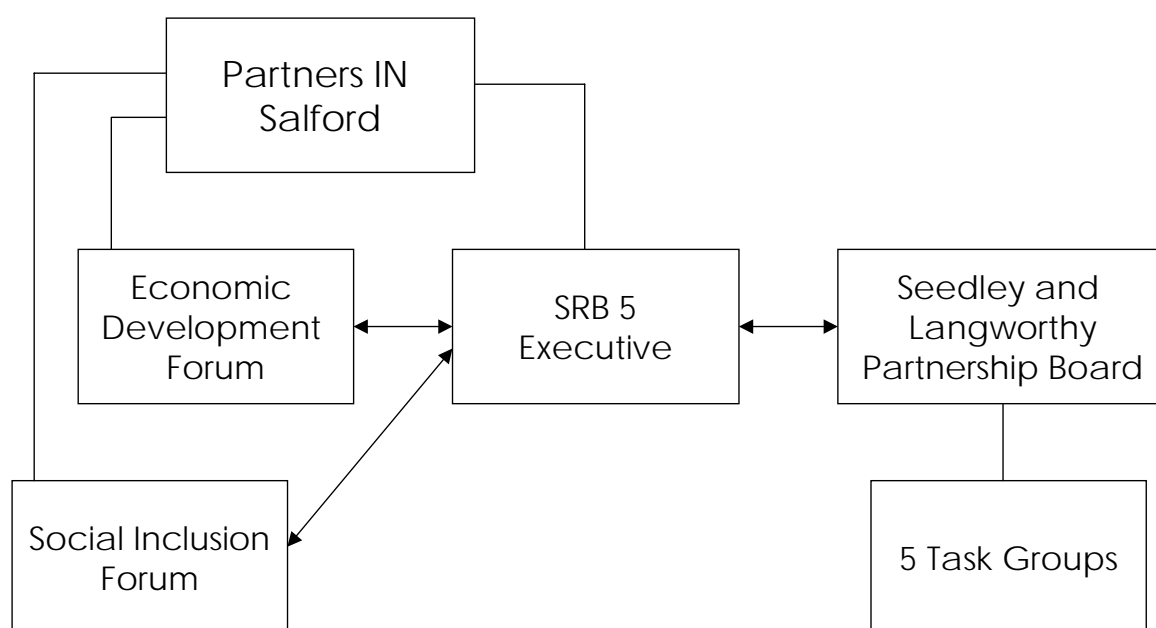 Partners IN
Salford
Economic
Development
Forum
SRB 5
Executive
Seedley and
Langworthy
Partnership Board
Social Inclusion
Forum
5 Task Groups